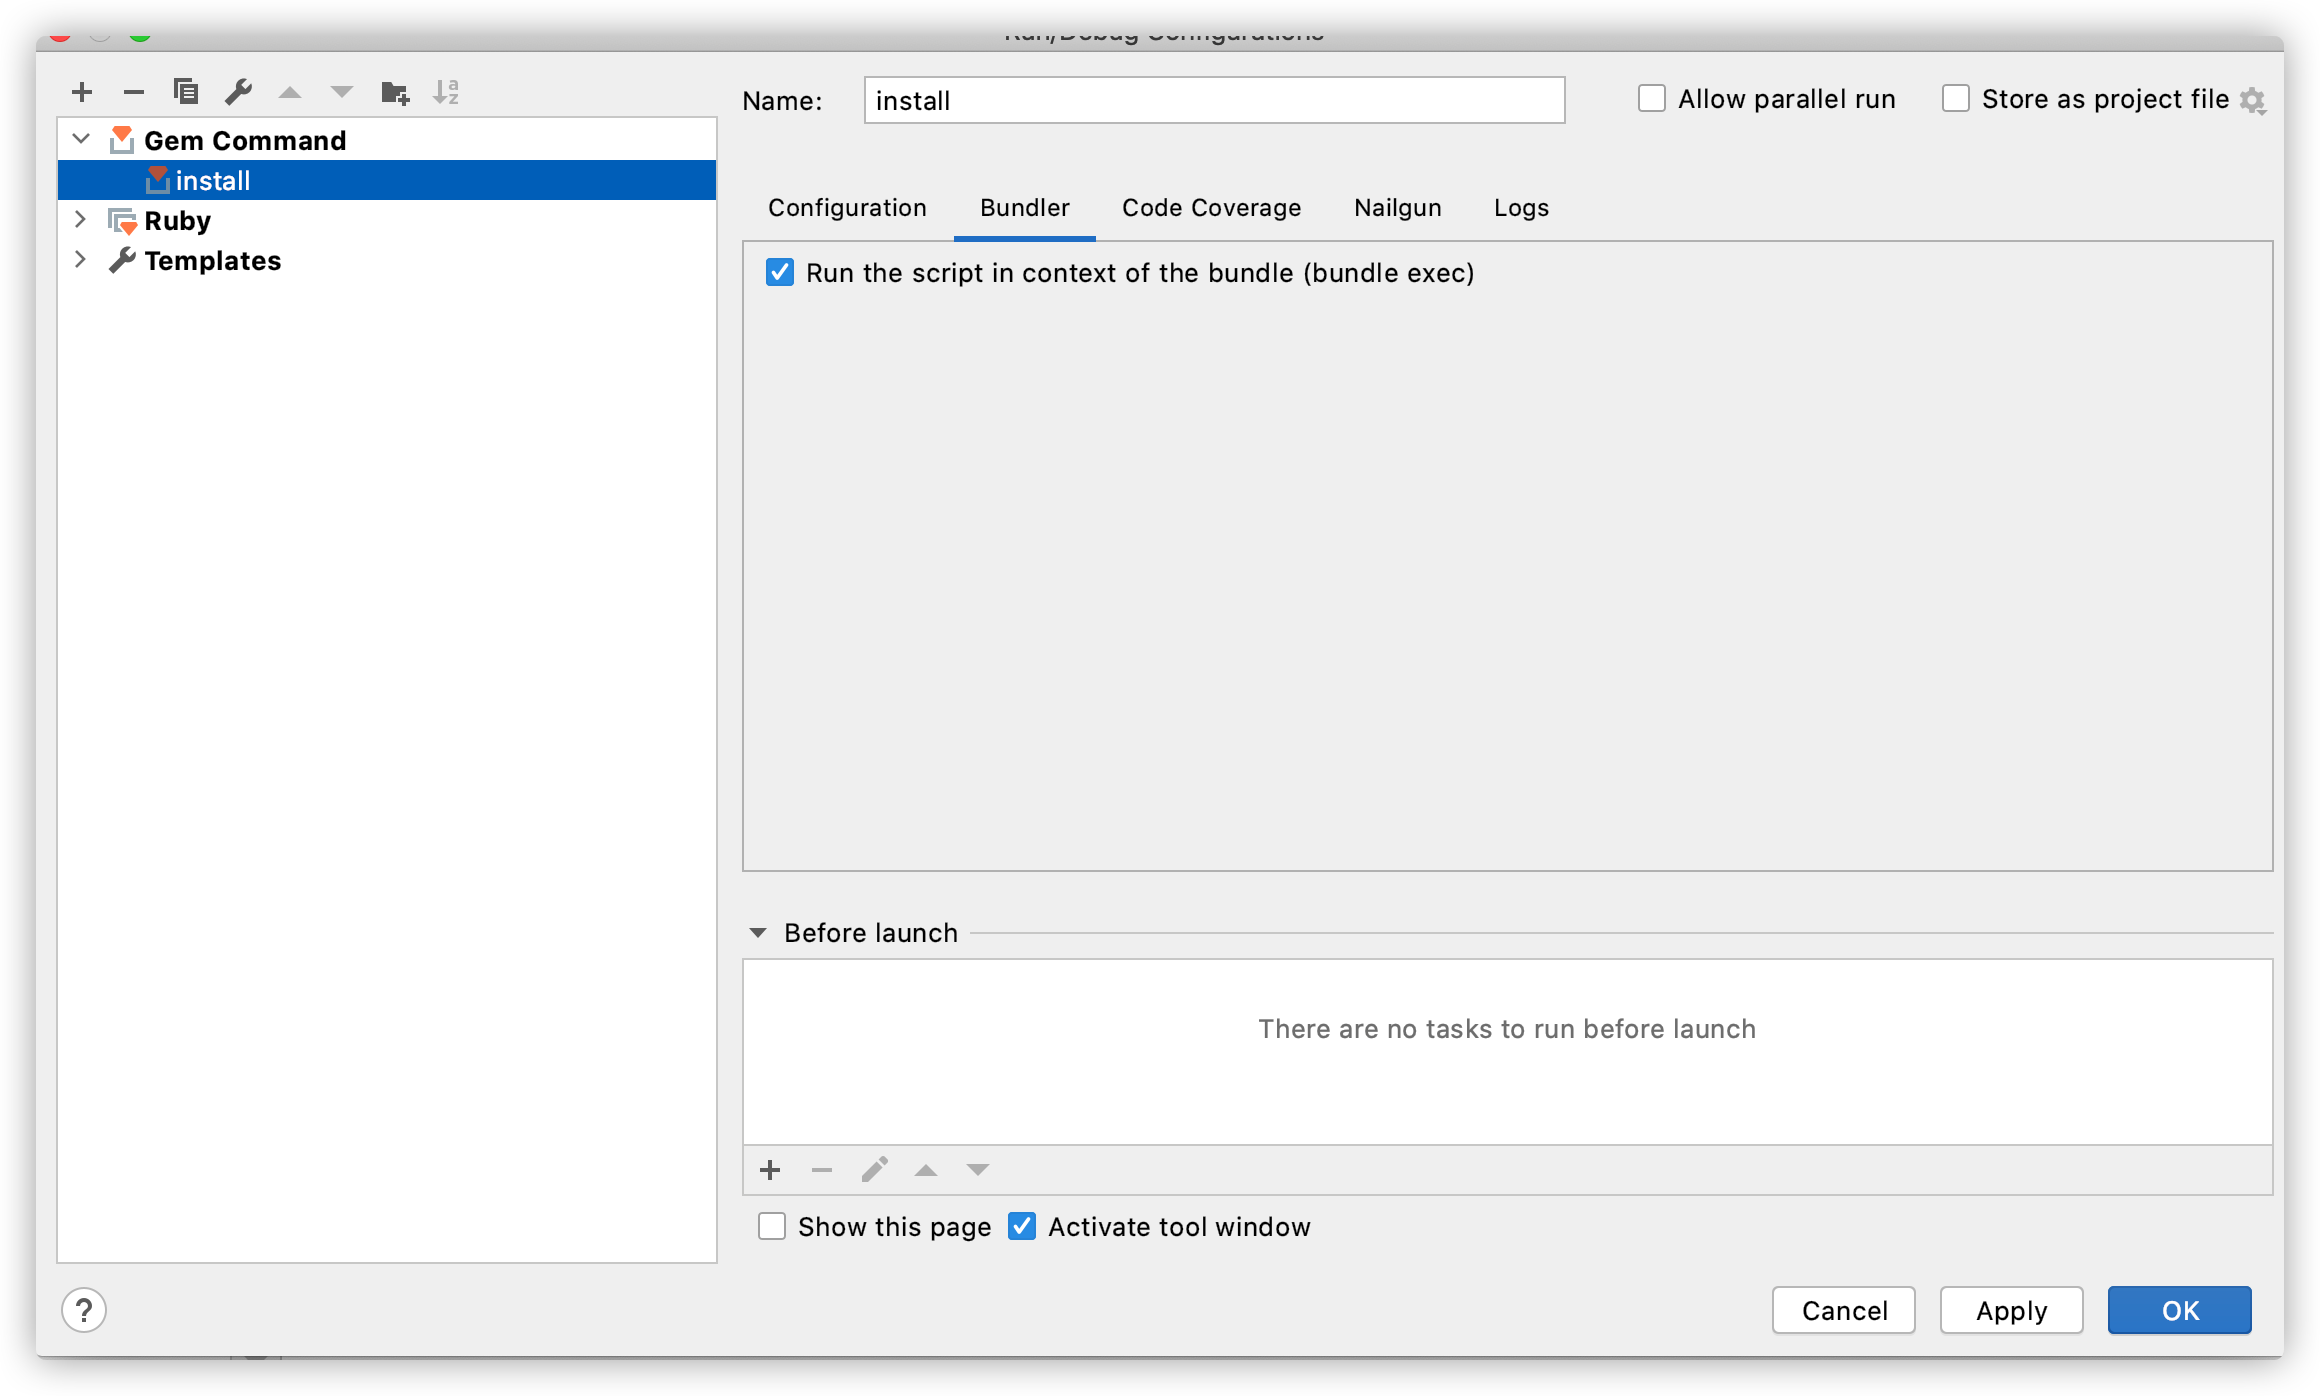 Run/Debug Configurations
Name: install
Allow parallel run
Store as project file
Gem Command
install
Ruby
Templates
Configuration Bundler Code Coverage Nailgun Logs
Run the script in context of the bundle (bundle exec)
Before launch
There are no tasks to run before launch
Show this page Activate tool window
? Cancel Apply OK